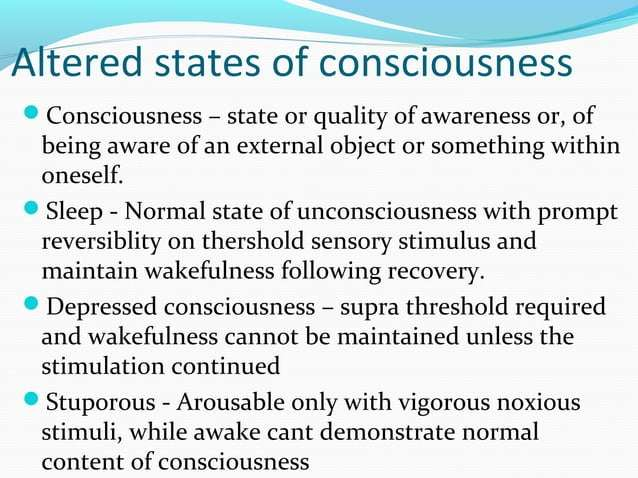 Altered states of consciousness
Consciousness – state or quality of awareness or, of
being aware of an external object or something within
oneself.
Sleep - Normal state of unconsciousness with prompt
reversiblity on thershold sensory stimulus and
maintain wakefulness following recovery.
Depressed consciousness – supra threshold required
and wakefulness cannot be maintained unless the
stimulation continued
Stuporous - Arousable only with vigorous noxious
stimuli, while awake cant demonstrate normal
content of consciousness